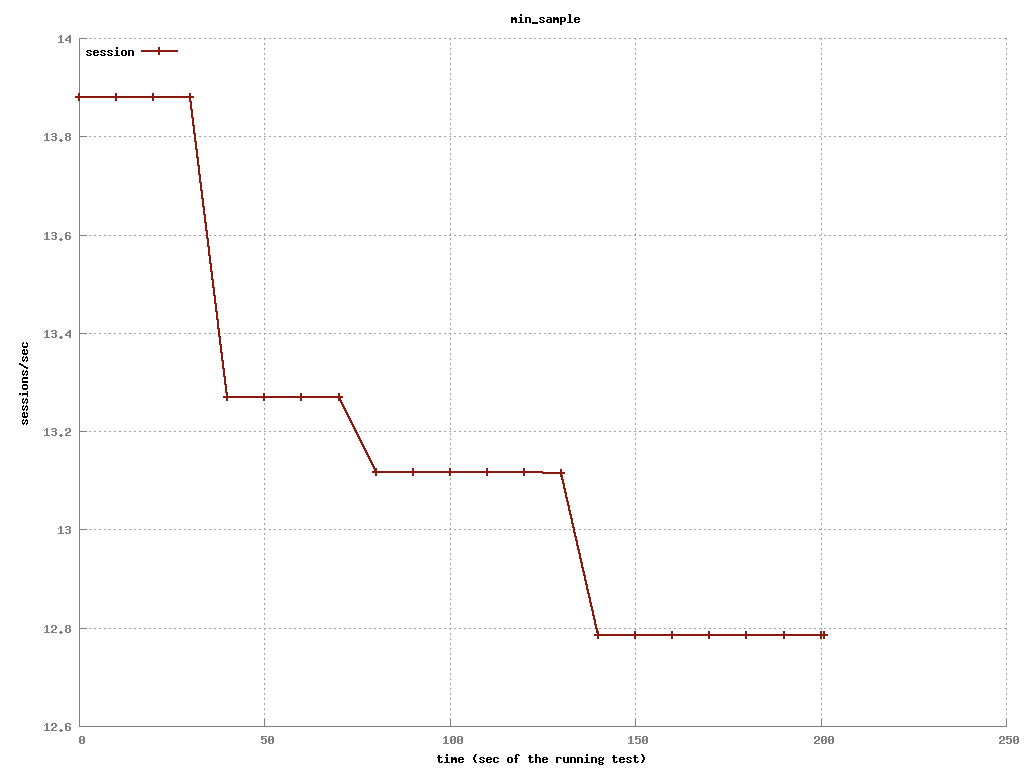 min_sample
14
session
13.8
13.6
13.4
sessions/sec
13.2
13
12.8
12.6
0 50 100 150 200 250
time (sec of the running test)